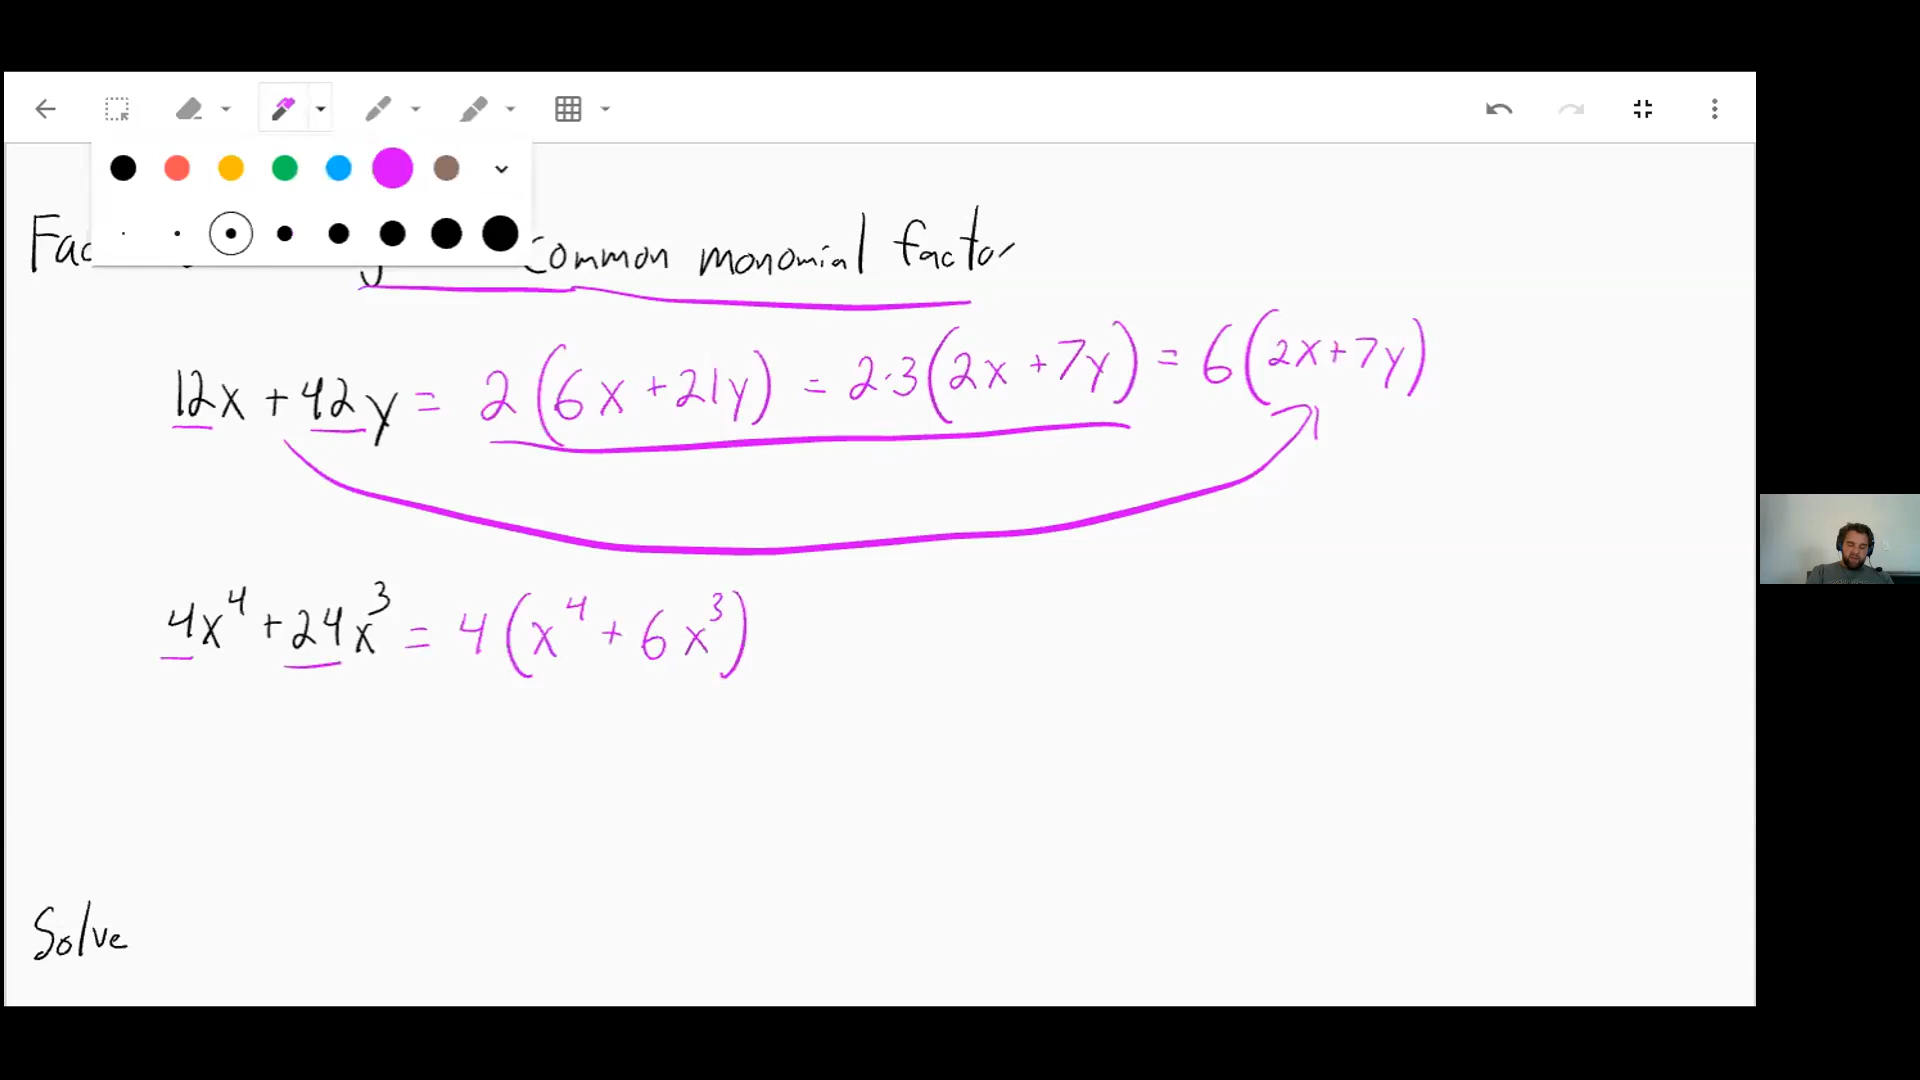 common monomial factor
12x + 42y = 2(6x + 21y) = 2·3(2x + 7y) = 6(2x + 7y)
4x⁴ + 24x³ = 4(x⁴ + 6x³)
Solve